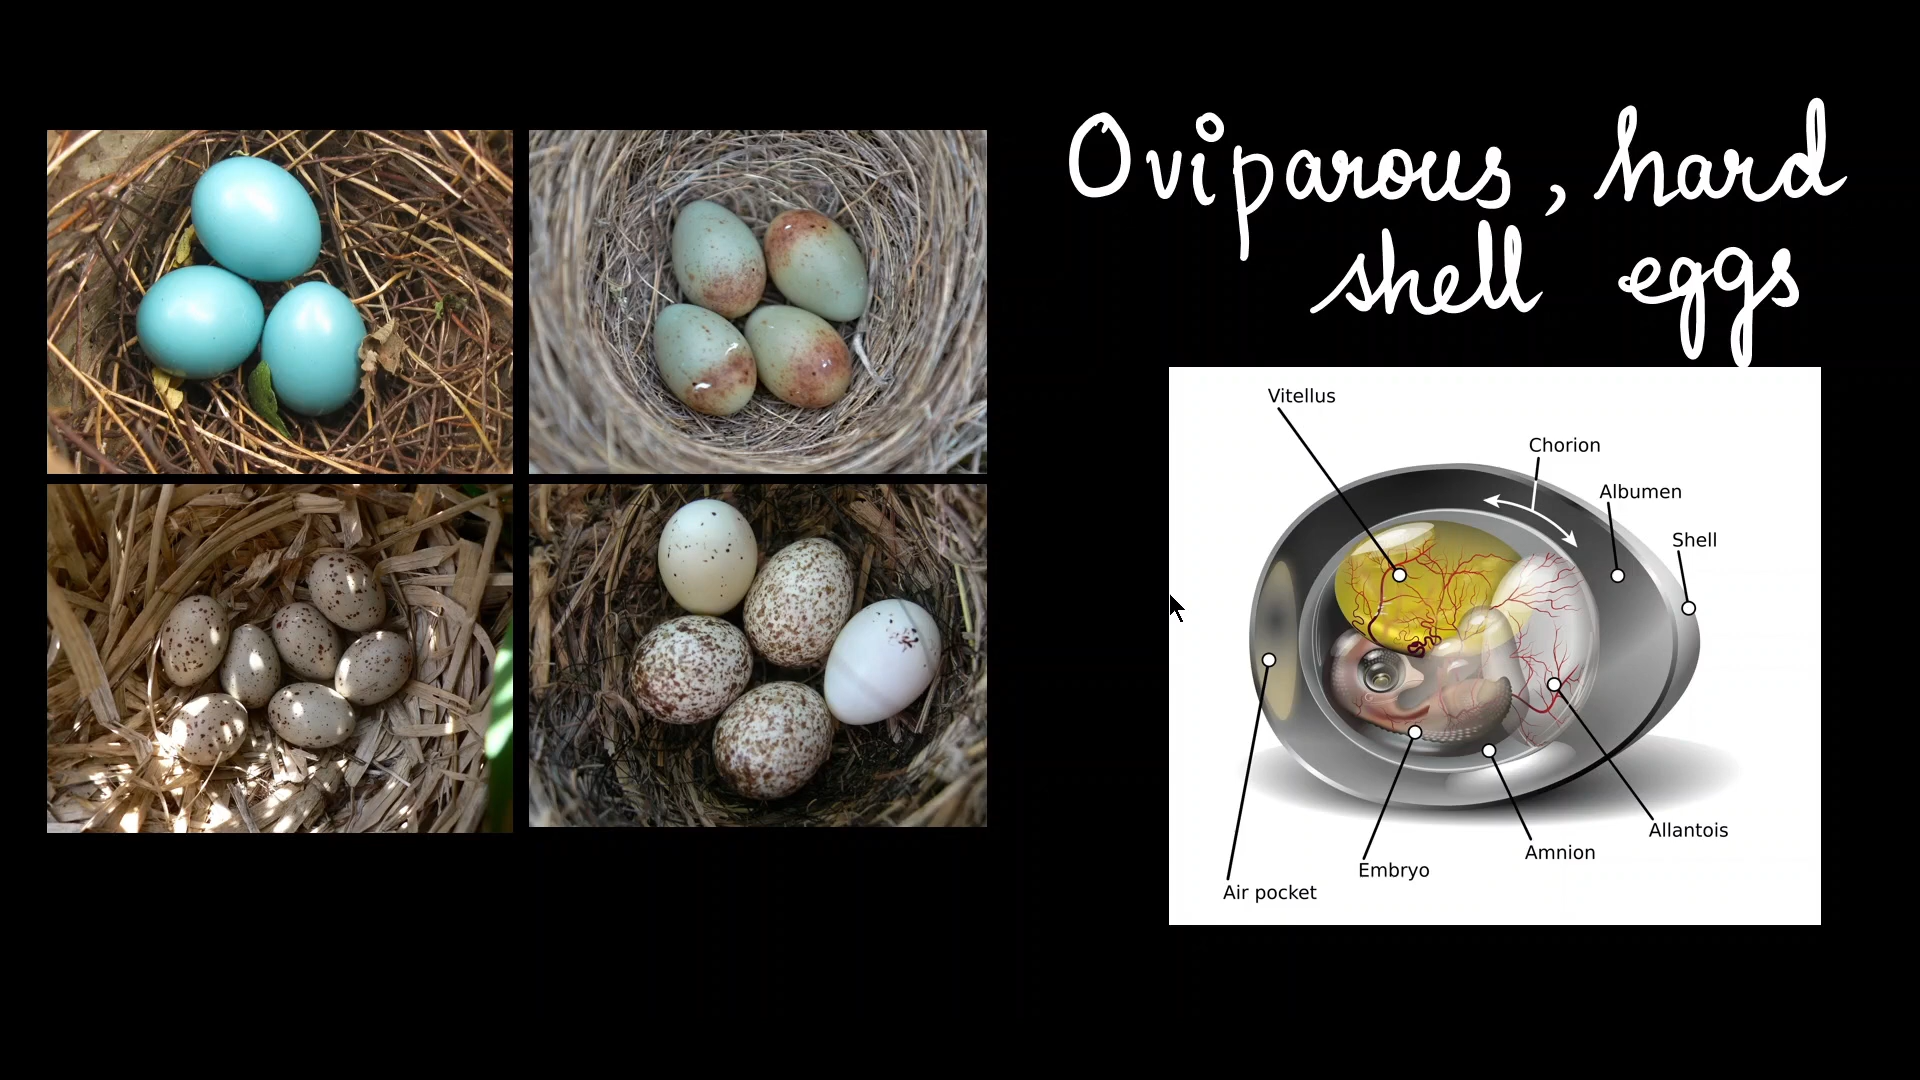 Oviparous, hard
shell eggs
Vitellus
Chorion
Albumen
Shell
Allantois
Amnion
Embryo
Air pocket